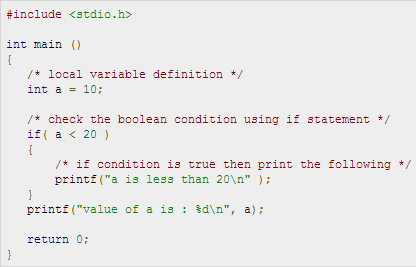 #include <stdio.h>

int main ()
{
   /* local variable definition */
   int a = 10;

   /* check the boolean condition using if statement */
   if( a < 20 )
   {
       /* if condition is true then print the following */
       printf("a is less than 20\n" );
   }
   printf("value of a is : %d\n", a);

   return 0;
}